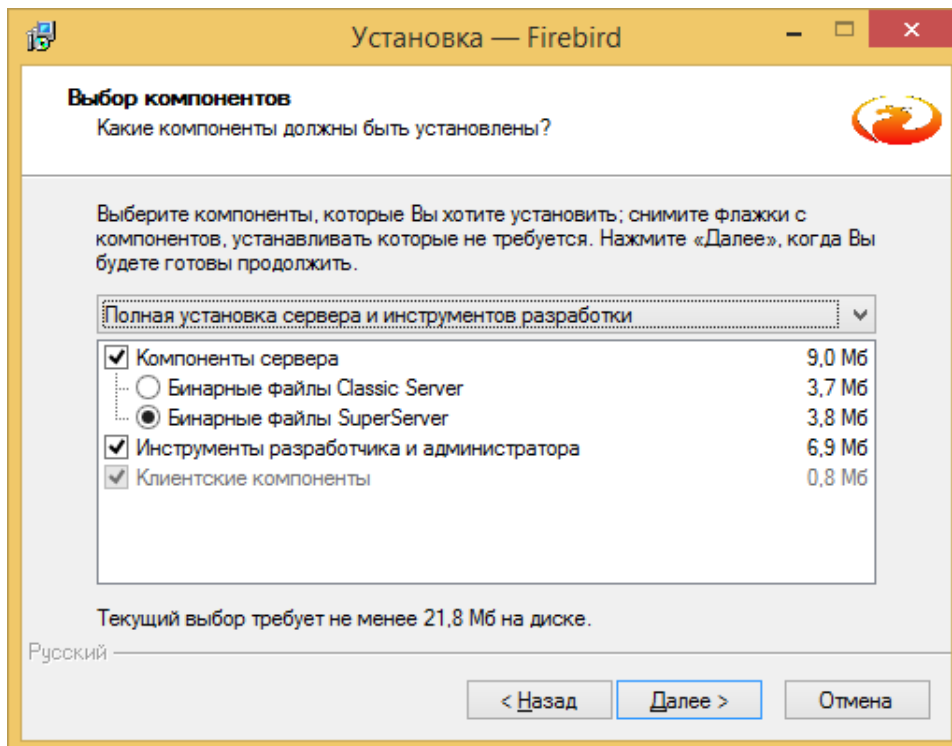 Установка — Firebird
Выбор компонентов
Какие компоненты должны быть установлены?
Выберите компоненты, которые Вы хотите установить; снимите флажки с
компонентов, устанавливать которые не требуется. Нажмите «Далее», когда Вы
будете готовы продолжить.
Полная установка сервера и инструментов разработки
Компоненты сервера 9,0 Мб
Бинарные файлы Classic Server 3,7 Мб
Бинарные файлы SuperServer 3,8 Мб
Инструменты разработчика и администратора 6,9 Мб
Клиентские компоненты 0,8 Мб
Текущий выбор требует не менее 21,8 Мб на диске.
Русский
< Назад Далее > Отмена